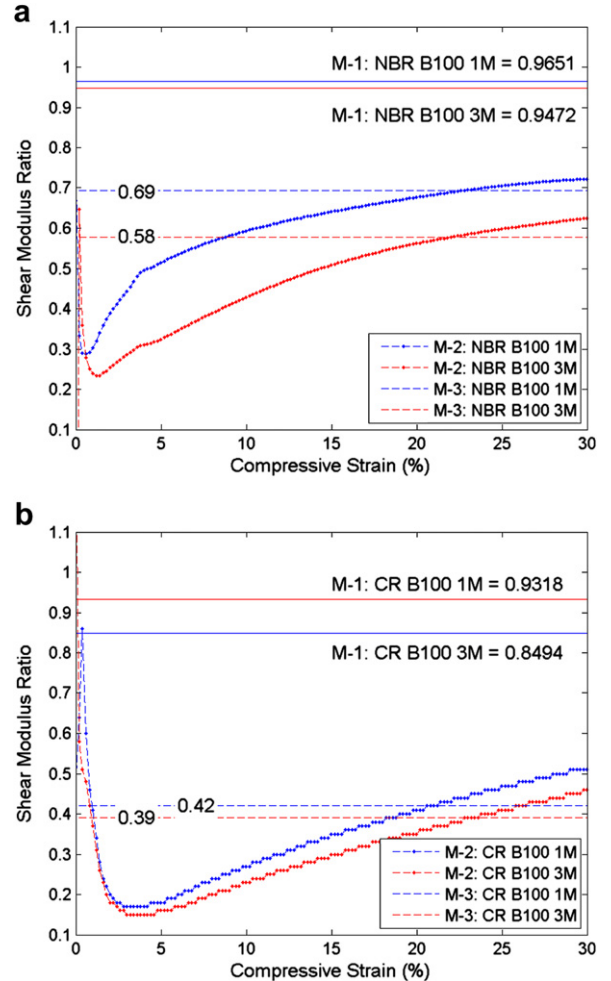 a
1.1
1
0.9
0.8
0.7
0.6
0.5
0.4
0.3
0.2
0.1
Shear Modulus Ratio
M-1: NBR B100 1M = 0.9651
M-1: NBR B100 3M = 0.9472
0.69
0.58
M-2: NBR B100 1M
M-2: NBR B100 3M
M-3: NBR B100 1M
M-3: NBR B100 3M
0 5 10 15 20 25 30
Compressive Strain (%)
b
1.1
1
0.9
0.8
0.7
0.6
0.5
0.4
0.3
0.2
0.1
Shear Modulus Ratio
M-1: CR B100 1M = 0.9318
M-1: CR B100 3M = 0.8494
0.42
0.39
M-2: CR B100 1M
M-2: CR B100 3M
M-3: CR B100 1M
M-3: CR B100 3M
0 5 10 15 20 25 30
Compressive Strain (%)